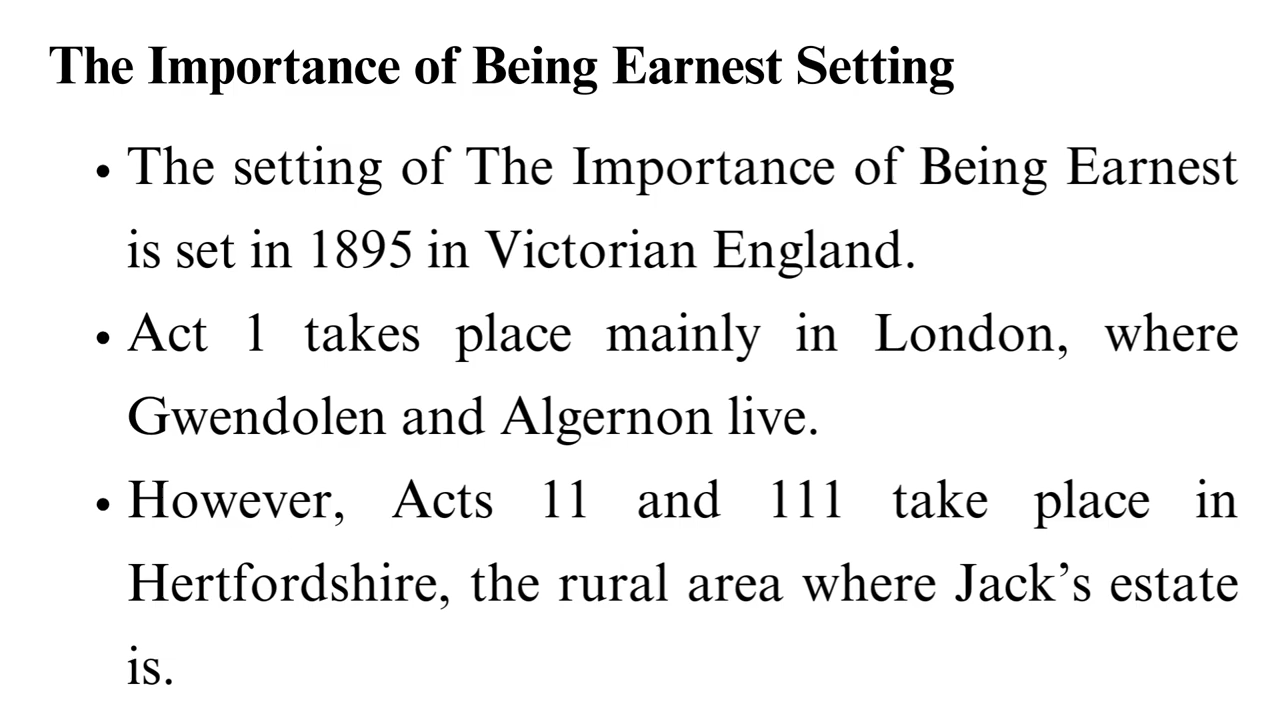 The Importance of Being Earnest Setting
• The setting of The Importance of Being Earnest
is set in 1895 in Victorian England.
• Act 1 takes place mainly in London, where
Gwendolen and Algernon live.
• However, Acts 11 and 111 take place in
Hertfordshire, the rural area where Jack’s estate
is.